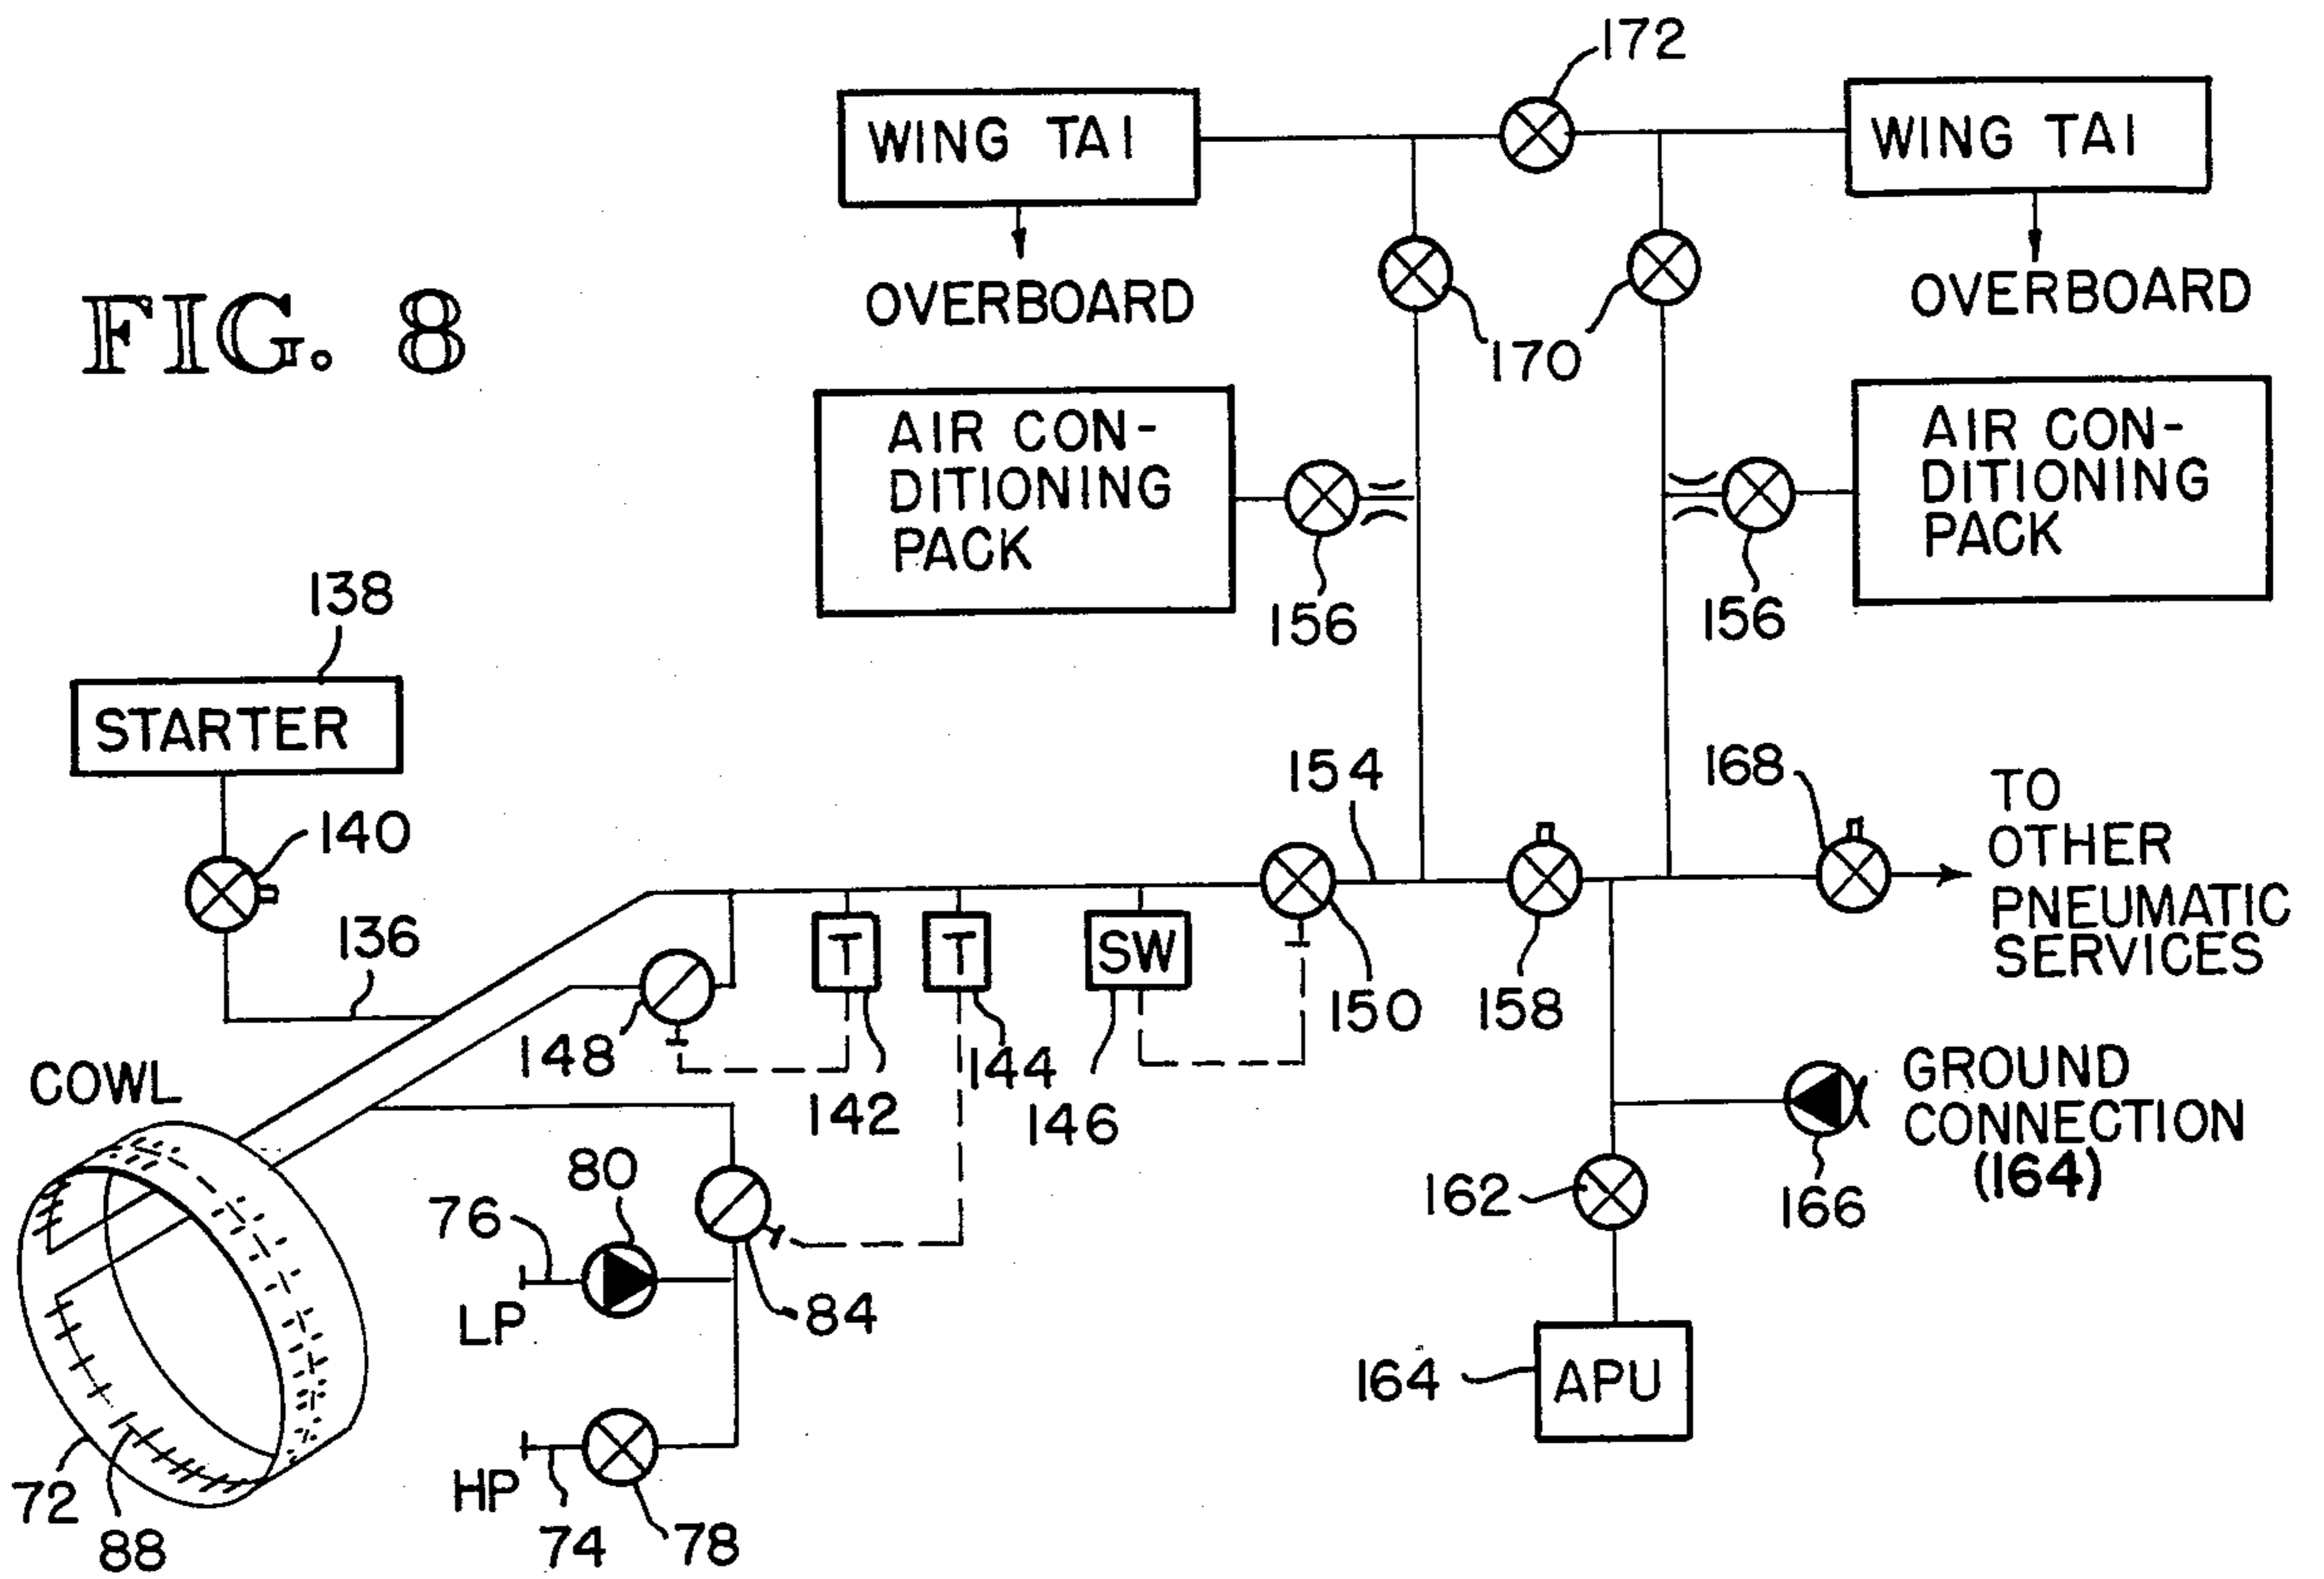 172
WING TAI
WING TAI
OVERBOARD
OVERBOARD
FIG. 8
170
AIR CON-
DITIONING
PACK
AIR CON-
DITIONING
PACK
156
156
138
STARTER
140
136
154
168
TO
OTHER
PNEUMATIC
SERVICES
T
T
SW
148
150
158
142
144
146
COWL
GROUND
CONNECTION
(164)
166
162
80
76
LP
84
164
APU
HP
74
78
72
88